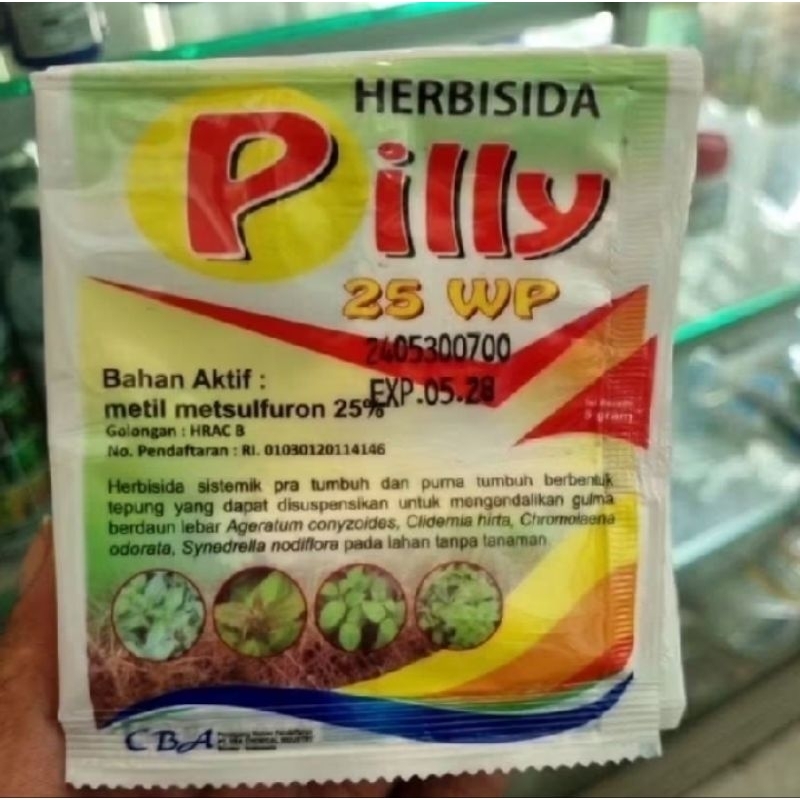 HERBISIDA
Pilly
25 WP
2405300700
EXP.05.28
Bahan Aktif :
metil metsulfuron 25%
Golongan : HRAC B
No. Pendaftaran : RI. 01030120114146
5 gram
Herbisida sistemik pra tumbuh dan purna tumbuh berbentuk
tepung yang dapat disuspensikan untuk mengendalikan gulma
berdaun lebar Ageratum conyzoides, Clidemia hirta, Chromolaena
odorata, Synedrella nodiflora pada lahan tanpa tanaman.
CBA